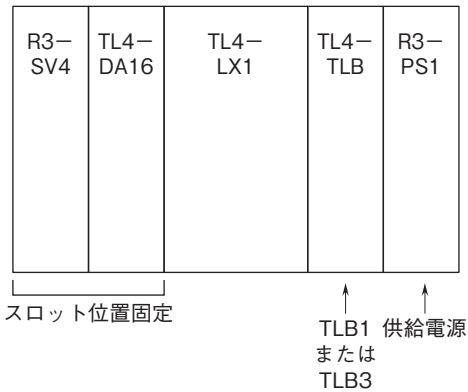 R3－ TL4－ TL4－ TL4－ R3－
SV4 DA16 LX1 TLB PS1
スロット位置固定
TLB1 供給電源
または
TLB3